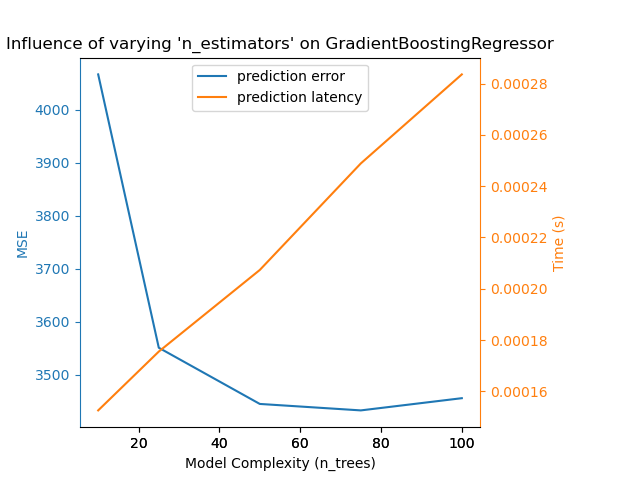 Influence of varying 'n_estimators' on GradientBoostingRegressor
prediction error
prediction latency
4000
3900
3800
3700
3600
3500
MSE
0.00028
0.00026
0.00024
0.00022
0.00020
0.00018
0.00016
Time (s)
20 40 60 80 100
Model Complexity (n_trees)